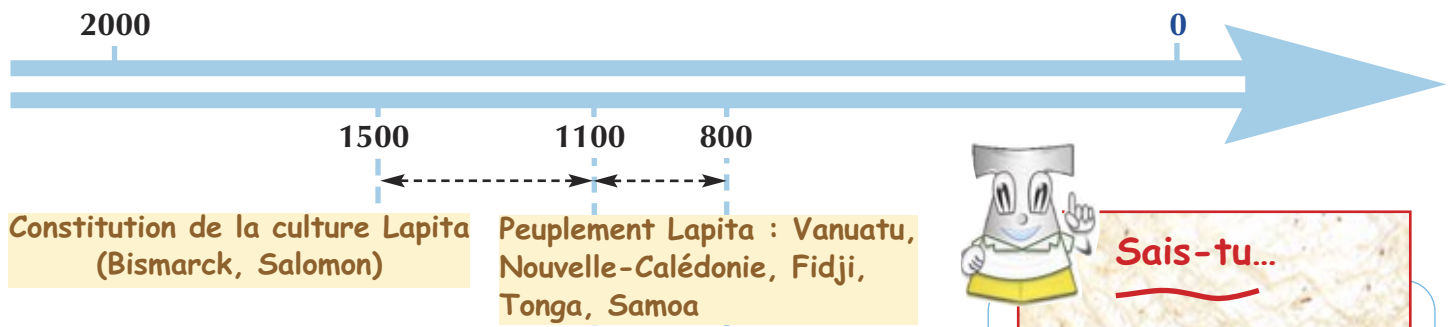 2000
0
1500
1100
800
Constitution de la culture Lapita
(Bismarck, Salomon)
Peuplement Lapita : Vanuatu,
Nouvelle-Calédonie, Fidji,
Tonga, Samoa
Sais-tu...